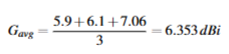 G_avg = (5.9 + 6.1 + 7.06) / 3 = 6.353 dBi